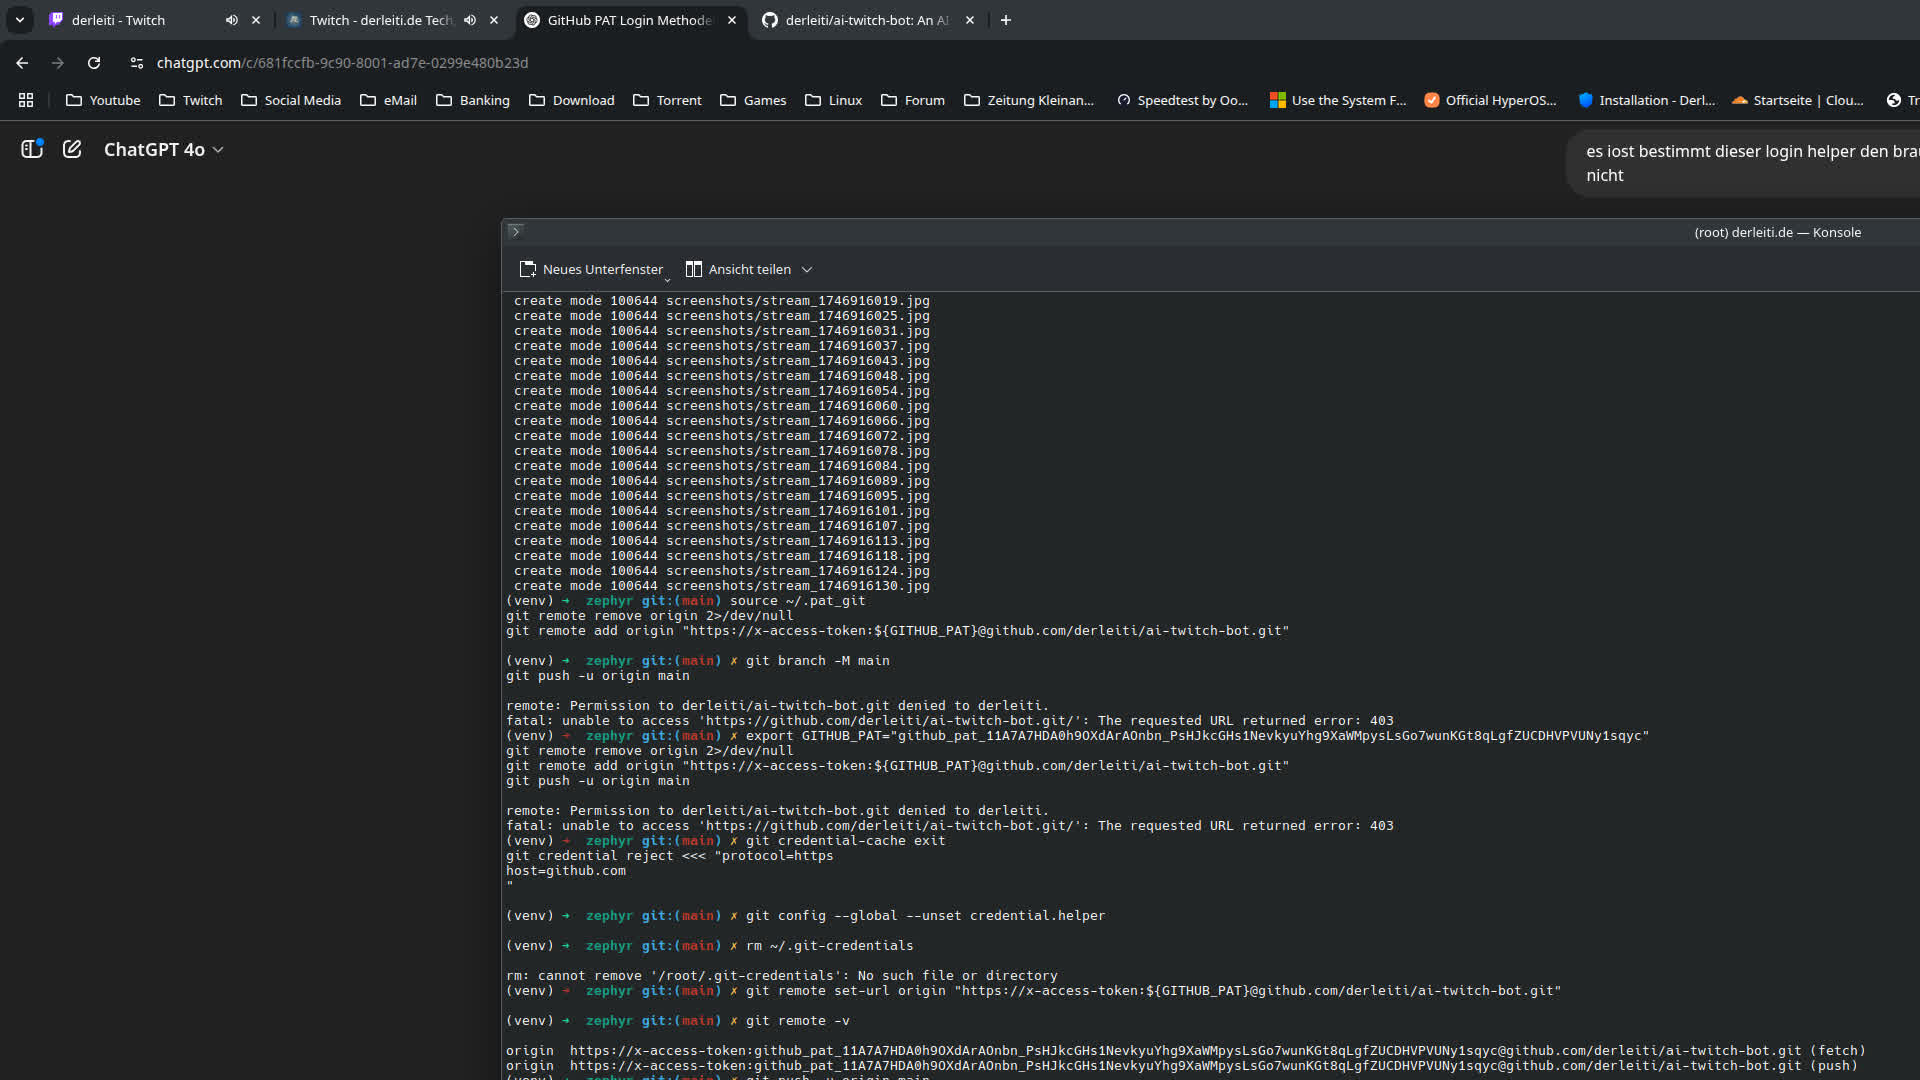 derleiti - Twitch
Twitch - derleiti.de Tech
GitHub PAT Login Methode
derleiti/ai-twitch-bot: An AI
chatgpt.com/c/681fccfb-9c90-8001-ad7e-0299e480b23d
Youtube Twitch Social Media eMail Banking Download Torrent Games Linux Forum Zeitung Kleinan... Speedtest by Oo... Use the System F... Official HyperOS... Installation - Derl... Startseite | Clou... Tr
ChatGPT 4o
es iost bestimmt dieser login helper den brau
nicht
(root) derleiti.de — Konsole
Neues Unterfenster Ansicht teilen
create mode 100644 screenshots/stream_1746916019.jpg
create mode 100644 screenshots/stream_1746916025.jpg
create mode 100644 screenshots/stream_1746916031.jpg
create mode 100644 screenshots/stream_1746916037.jpg
create mode 100644 screenshots/stream_1746916043.jpg
create mode 100644 screenshots/stream_1746916048.jpg
create mode 100644 screenshots/stream_1746916054.jpg
create mode 100644 screenshots/stream_1746916060.jpg
create mode 100644 screenshots/stream_1746916066.jpg
create mode 100644 screenshots/stream_1746916072.jpg
create mode 100644 screenshots/stream_1746916078.jpg
create mode 100644 screenshots/stream_1746916084.jpg
create mode 100644 screenshots/stream_1746916089.jpg
create mode 100644 screenshots/stream_1746916095.jpg
create mode 100644 screenshots/stream_1746916101.jpg
create mode 100644 screenshots/stream_1746916107.jpg
create mode 100644 screenshots/stream_1746916113.jpg
create mode 100644 screenshots/stream_1746916118.jpg
create mode 100644 screenshots/stream_1746916124.jpg
create mode 100644 screenshots/stream_1746916130.jpg
(venv) ➜ zephyr git:(main) source ~/.pat_git
git remote remove origin 2>/dev/null
git remote add origin "https://x-access-token:${GITHUB_PAT}@github.com/derleiti/ai-twitch-bot.git"
(venv) ➜ zephyr git:(main) ✗ git branch -M main
git push -u origin main
remote: Permission to derleiti/ai-twitch-bot.git denied to derleiti.
fatal: unable to access 'https://github.com/derleiti/ai-twitch-bot.git/': The requested URL returned error: 403
(venv) ➜ zephyr git:(main) ✗ export GITHUB_PAT="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"
git remote remove origin 2>/dev/null
git remote add origin "https://x-access-token:${GITHUB_PAT}@github.com/derleiti/ai-twitch-bot.git"
git push -u origin main
remote: Permission to derleiti/ai-twitch-bot.git denied to derleiti.
fatal: unable to access 'https://github.com/derleiti/ai-twitch-bot.git/': The requested URL returned error: 403
(venv) ➜ zephyr git:(main) ✗ git credential-cache exit
git credential reject <<< "protocol=https
host=github.com
"
(venv) ➜ zephyr git:(main) ✗ git config --global --unset credential.helper
(venv) ➜ zephyr git:(main) ✗ rm ~/.git-credentials
rm: cannot remove '/root/.git-credentials': No such file or directory
(venv) ➜ zephyr git:(main) ✗ git remote set-url origin "https://x-access-token:${GITHUB_PAT}@github.com/derleiti/ai-twitch-bot.git"
(venv) ➜ zephyr git:(main) ✗ git remote -v
origin https://x-access-token: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@github.com/derleiti/ai-twitch-bot.git (fetch)
origin https://x-access-token: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@github.com/derleiti/ai-twitch-bot.git (push)
(venv) ➜ zephyr git:(main) ✗ git push -u origin main